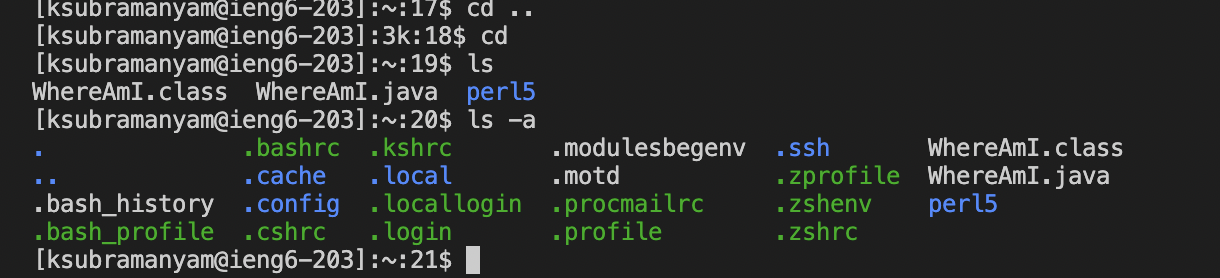 [ksubramanyam@ieng6-203]:~:17$ cd ..
[ksubramanyam@ieng6-203]:3k:18$ cd
[ksubramanyam@ieng6-203]:~:19$ ls
WhereAmI.class  WhereAmI.java  perl5
[ksubramanyam@ieng6-203]:~:20$ ls -a
.              .bashrc  .kshrc       .modulesbegenv  .ssh       WhereAmI.class
..             .cache   .local       .motd           .zprofile  WhereAmI.java
.bash_history  .config  .locallogin  .procmailrc     .zshenv    perl5
.bash_profile  .cshrc   .login       .profile        .zshrc
[ksubramanyam@ieng6-203]:~:21$